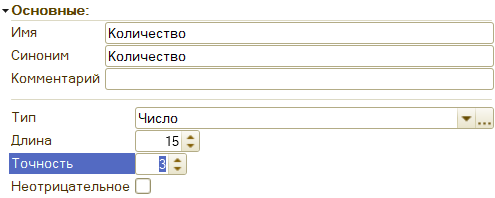 Основные:
Имя Количество
Синоним Количество
Комментарий
Тип Число ...
Длина 15
Точность 3
Неотрицательное